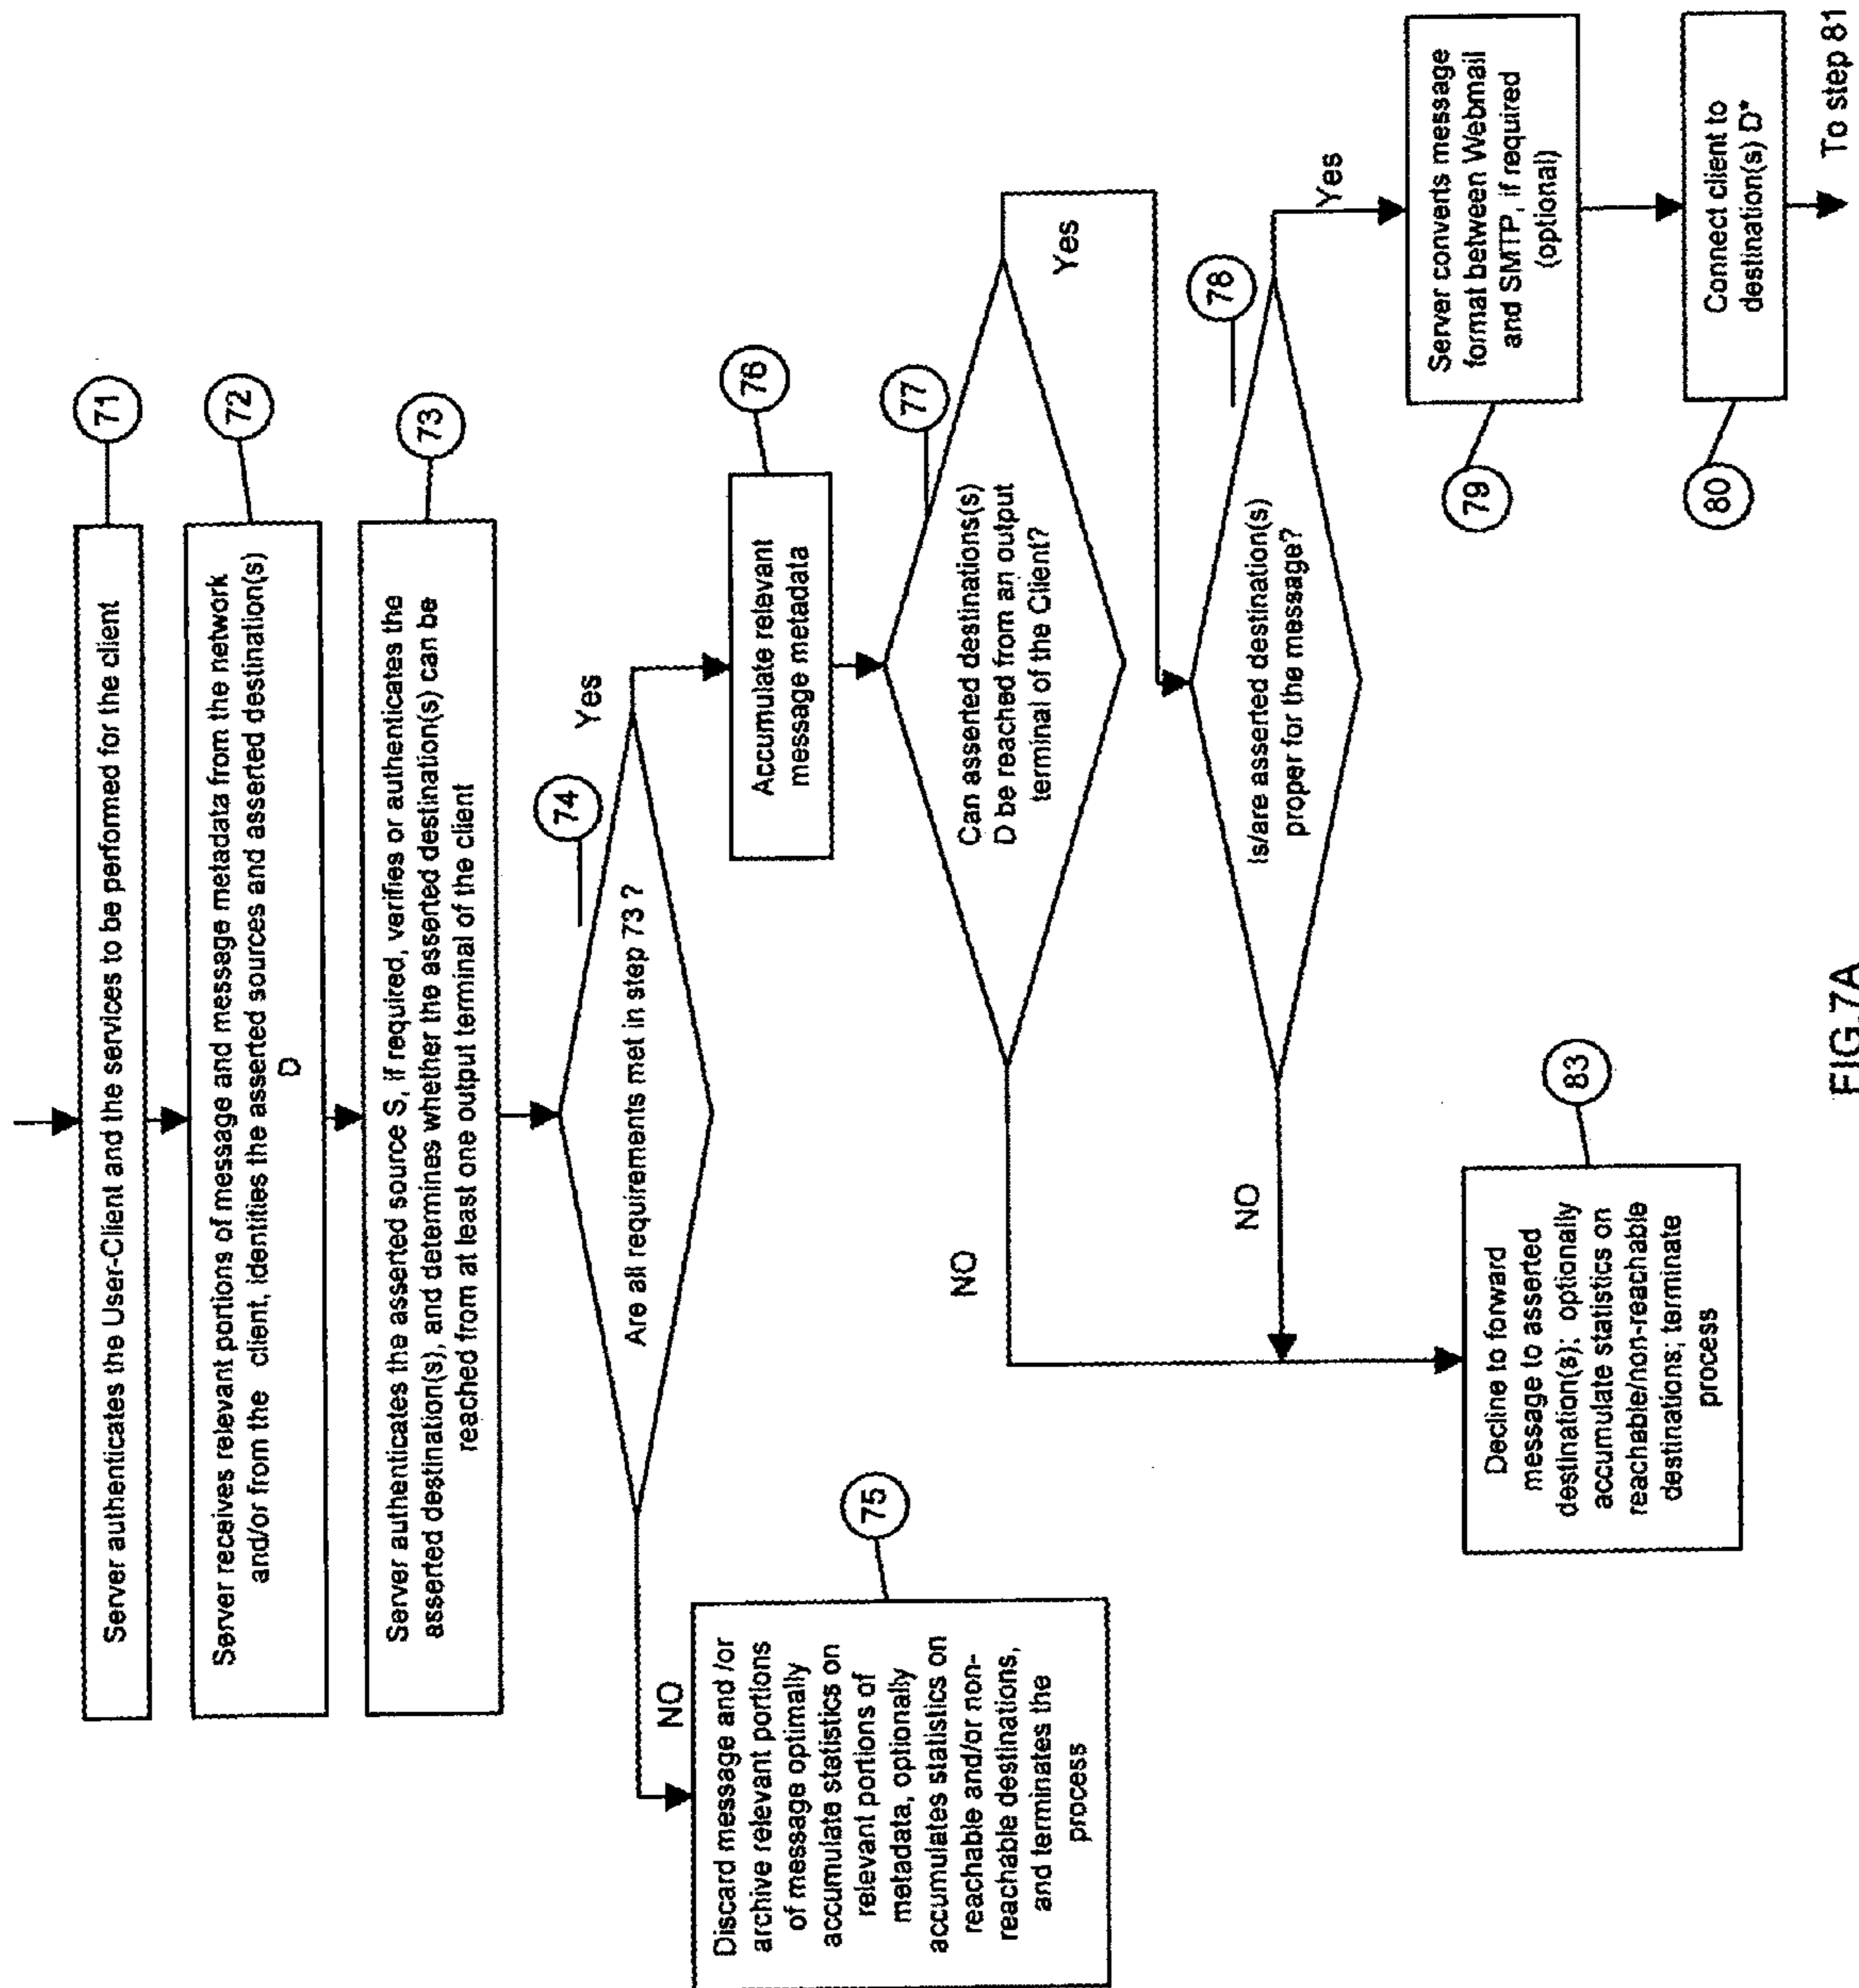 71
Server authenticates the User-Client and the services to be performed for the client
72
Server receives relevant portions of message and message metadata from the network
and/or from the client, identities the asserted sources and asserted destination(s)
D
73
Server authenticates the asserted source S, if required, verifies or authenticates the
asserted destination(s), and determines whether the asserted destination(s) can be
reached from at least one output terminal of the client
74
Are all requirements met in step 73 ?
Yes
NO
75
Discard message and /or
archive relevant portions
of message optimally
accumulate statistics on
relevant portions of
metadata, optionally
accumulates statistics on
reachable and/or non-
reachable destinations,
and terminates the
process
76
Accumulate relevant
message metadata
77
Can asserted destinations(s)
D be reached from an output
terminal of the Client?
Yes
NO
78
Is/are asserted destination(s)
proper for the message?
Yes
NO
79
Server converts message
format between Webmail
and SMTP, if required
(optional)
80
Connect client to
destination(s) D*
To step 81
83
Decline to forward
message to asserted
destination(s); optionally
accumulate statistics on
reachable/non-reachable
destinations; terminate
process
FIG.7A